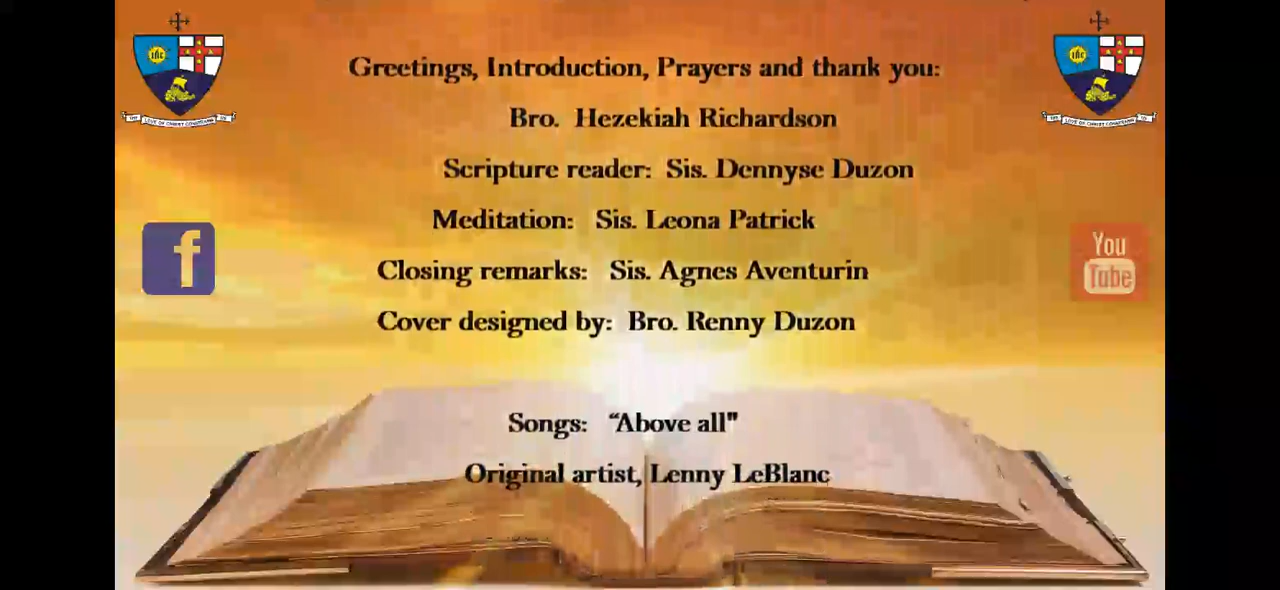 Greetings, Introduction, Prayers and thank you:
Bro. Hezekiah Richardson
Scripture reader: Sis. Dennyse Duzon
Meditation: Sis. Leona Patrick
Closing remarks: Sis. Agnes Aventurin
Cover designed by: Bro. Renny Duzon
You
Tube
Songs: “Above all"
Original artist, Lenny LeBlanc